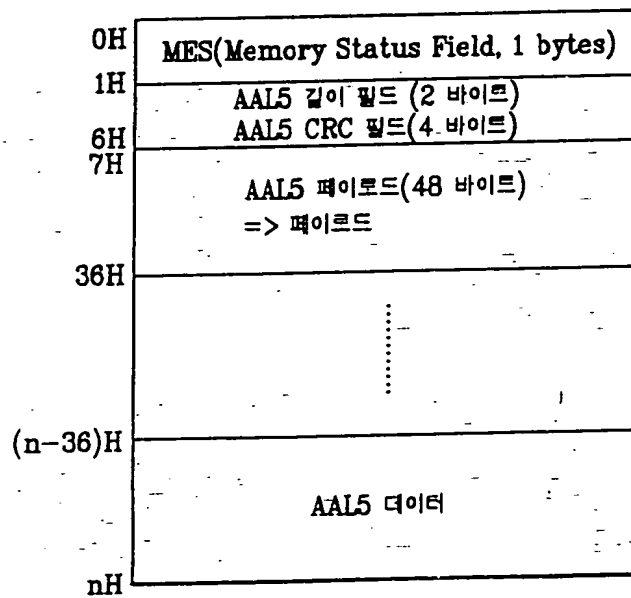 0H
MES(Memory Status Field, 1 bytes)
1H
AAL5 길이 필드 (2 바이트)
AAL5 CRC 필드(4 바이트)
6H
7H
AAL5 페이로드(48 바이트)
=> 페이로드
36H
(n-36)H
AAL5 데이터
nH